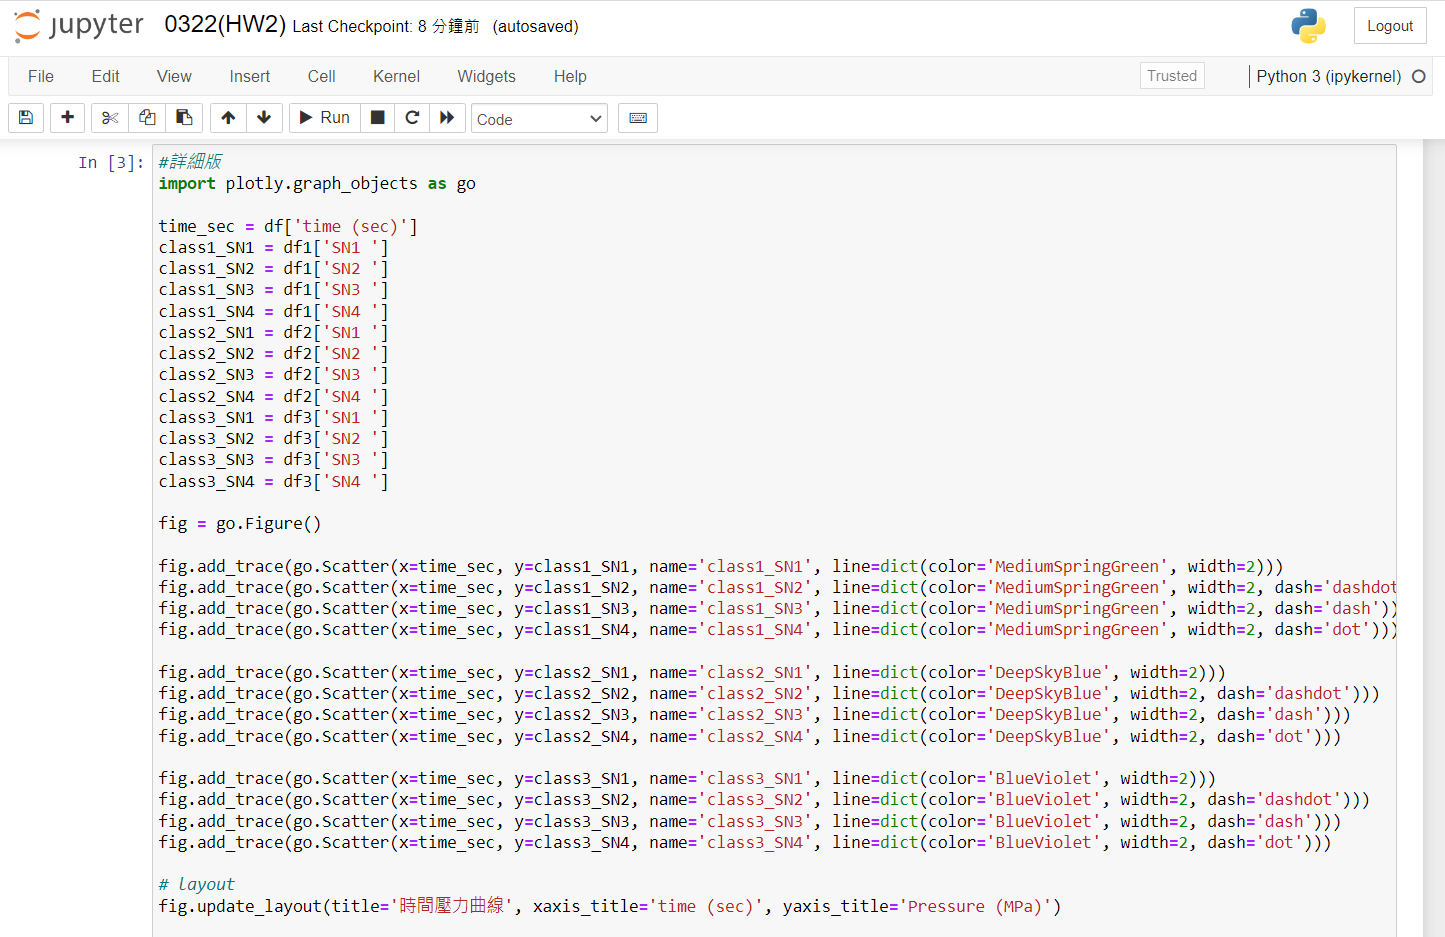 jupyter 0322(HW2) Last Checkpoint: 8 分鐘前 (autosaved)
Logout
File Edit View Insert Cell Kernel Widgets Help
Trusted
Python 3 (ipykernel)
Run
Code
In [3]:
#詳細版
import plotly.graph_objects as go
time_sec = df['time (sec)']
class1_SN1 = df1['SN1 ']
class1_SN2 = df1['SN2 ']
class1_SN3 = df1['SN3 ']
class1_SN4 = df1['SN4 ']
class2_SN1 = df2['SN1 ']
class2_SN2 = df2['SN2 ']
class2_SN3 = df2['SN3 ']
class2_SN4 = df2['SN4 ']
class3_SN1 = df3['SN1 ']
class3_SN2 = df3['SN2 ']
class3_SN3 = df3['SN3 ']
class3_SN4 = df3['SN4 ']
fig = go.Figure()
fig.add_trace(go.Scatter(x=time_sec, y=class1_SN1, name='class1_SN1', line=dict(color='MediumSpringGreen', width=2)))
fig.add_trace(go.Scatter(x=time_sec, y=class1_SN2, name='class1_SN2', line=dict(color='MediumSpringGreen', width=2, dash='dashdot
fig.add_trace(go.Scatter(x=time_sec, y=class1_SN3, name='class1_SN3', line=dict(color='MediumSpringGreen', width=2, dash='dash'))
fig.add_trace(go.Scatter(x=time_sec, y=class1_SN4, name='class1_SN4', line=dict(color='MediumSpringGreen', width=2, dash='dot')))
fig.add_trace(go.Scatter(x=time_sec, y=class2_SN1, name='class2_SN1', line=dict(color='DeepSkyBlue', width=2)))
fig.add_trace(go.Scatter(x=time_sec, y=class2_SN2, name='class2_SN2', line=dict(color='DeepSkyBlue', width=2, dash='dashdot')))
fig.add_trace(go.Scatter(x=time_sec, y=class2_SN3, name='class2_SN3', line=dict(color='DeepSkyBlue', width=2, dash='dash')))
fig.add_trace(go.Scatter(x=time_sec, y=class2_SN4, name='class2_SN4', line=dict(color='DeepSkyBlue', width=2, dash='dot')))
fig.add_trace(go.Scatter(x=time_sec, y=class3_SN1, name='class3_SN1', line=dict(color='BlueViolet', width=2)))
fig.add_trace(go.Scatter(x=time_sec, y=class3_SN2, name='class3_SN2', line=dict(color='BlueViolet', width=2, dash='dashdot')))
fig.add_trace(go.Scatter(x=time_sec, y=class3_SN3, name='class3_SN3', line=dict(color='BlueViolet', width=2, dash='dash')))
fig.add_trace(go.Scatter(x=time_sec, y=class3_SN4, name='class3_SN4', line=dict(color='BlueViolet', width=2, dash='dot')))
# layout
fig.update_layout(title='時間壓力曲線', xaxis_title='time (sec)', yaxis_title='Pressure (MPa)')